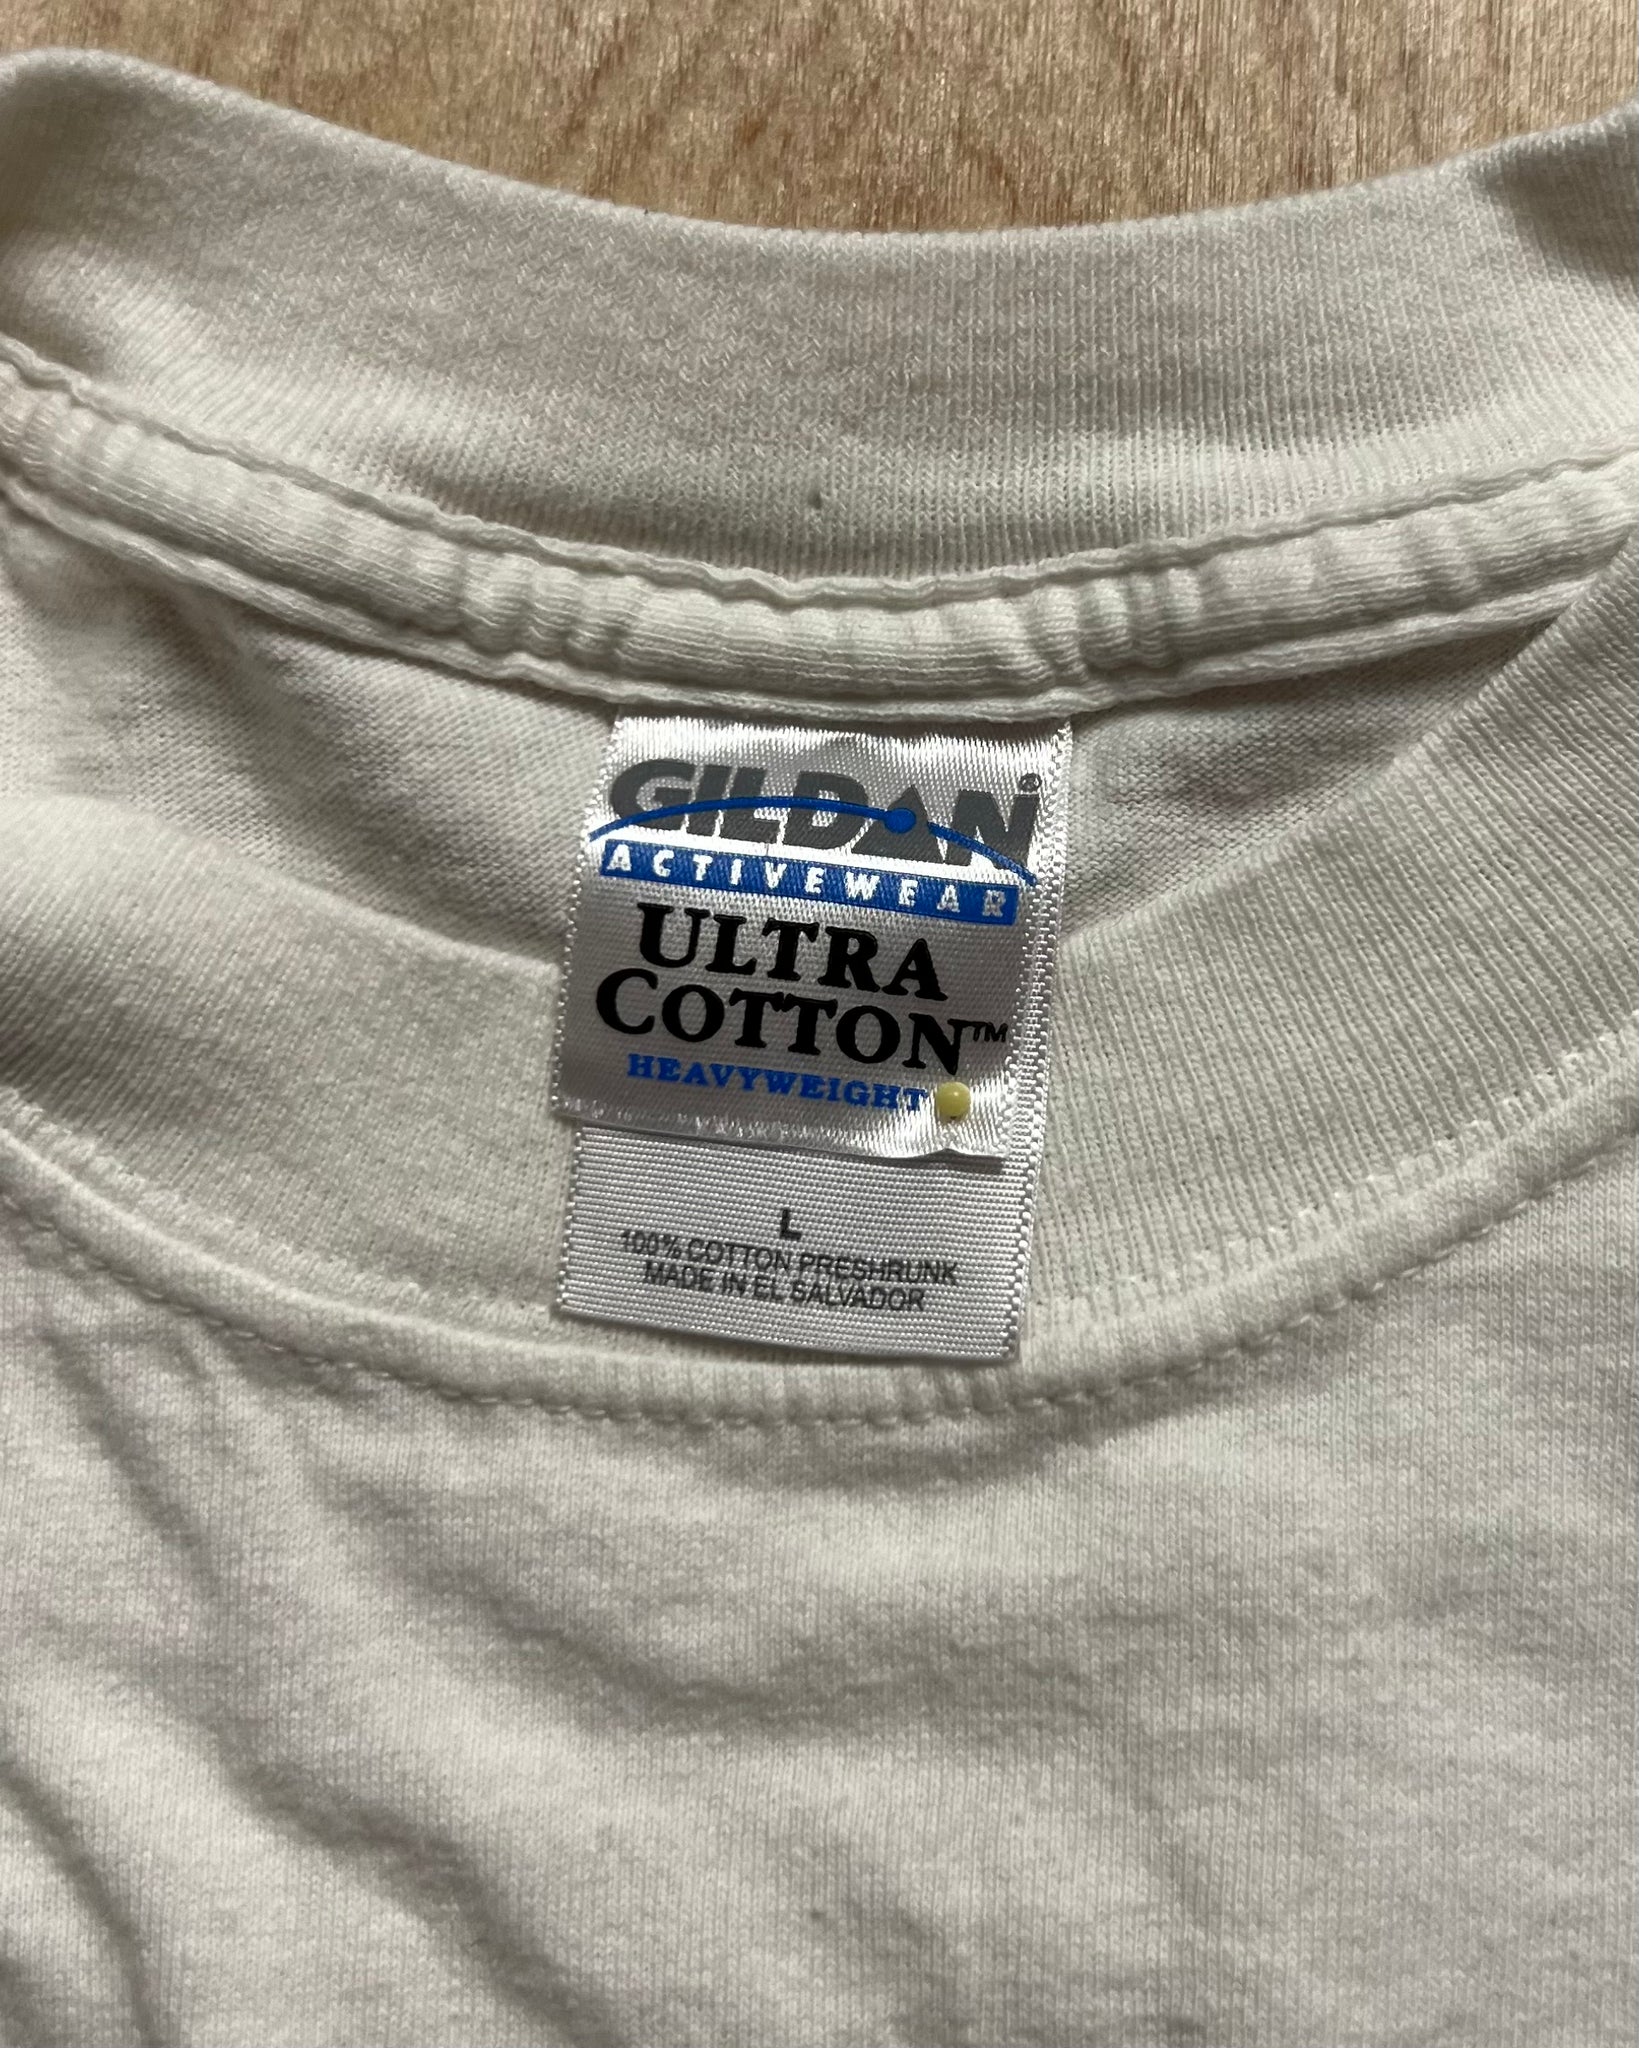 GILDAN®
ACTIVEWEAR
ULTRA
COTTON™
HEAVYWEIGHT
L
100% COTTON PRESHRUNK
MADE IN EL SALVADOR